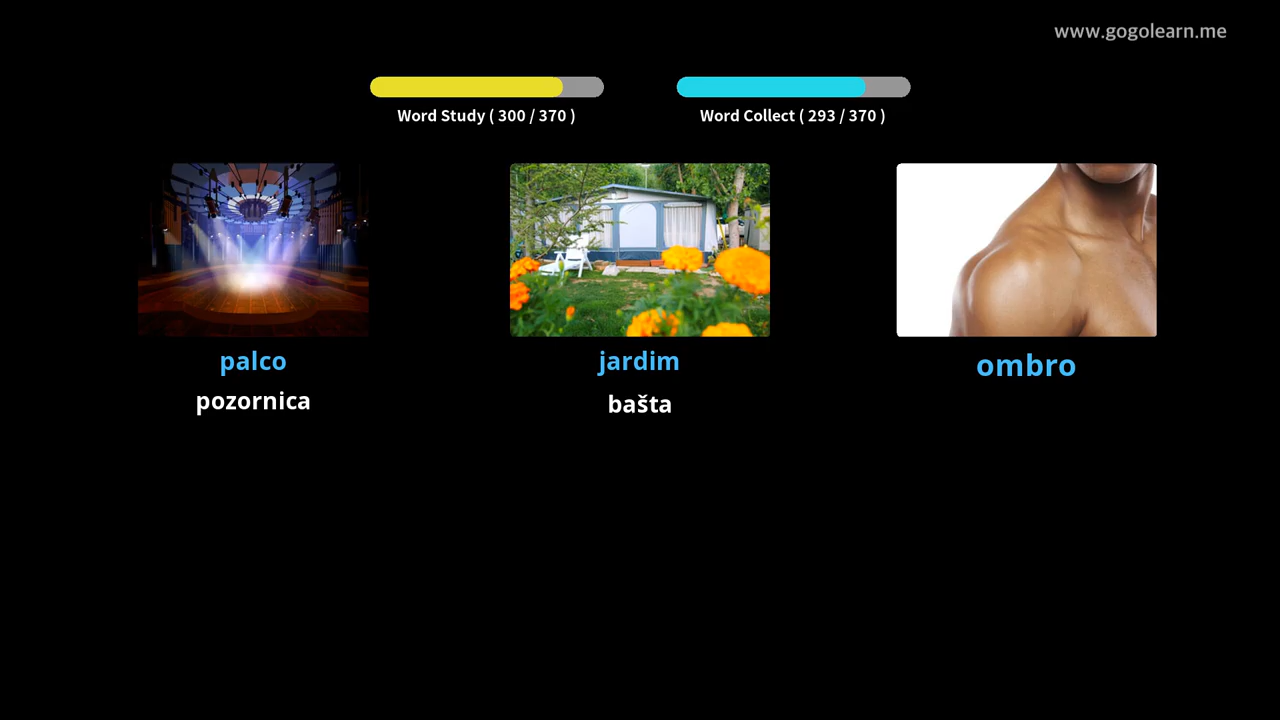 www.gogolearn.me
Word Study ( 300 / 370 )
Word Collect ( 293 / 370 )
palco
jardim
ombro
pozornica
bašta